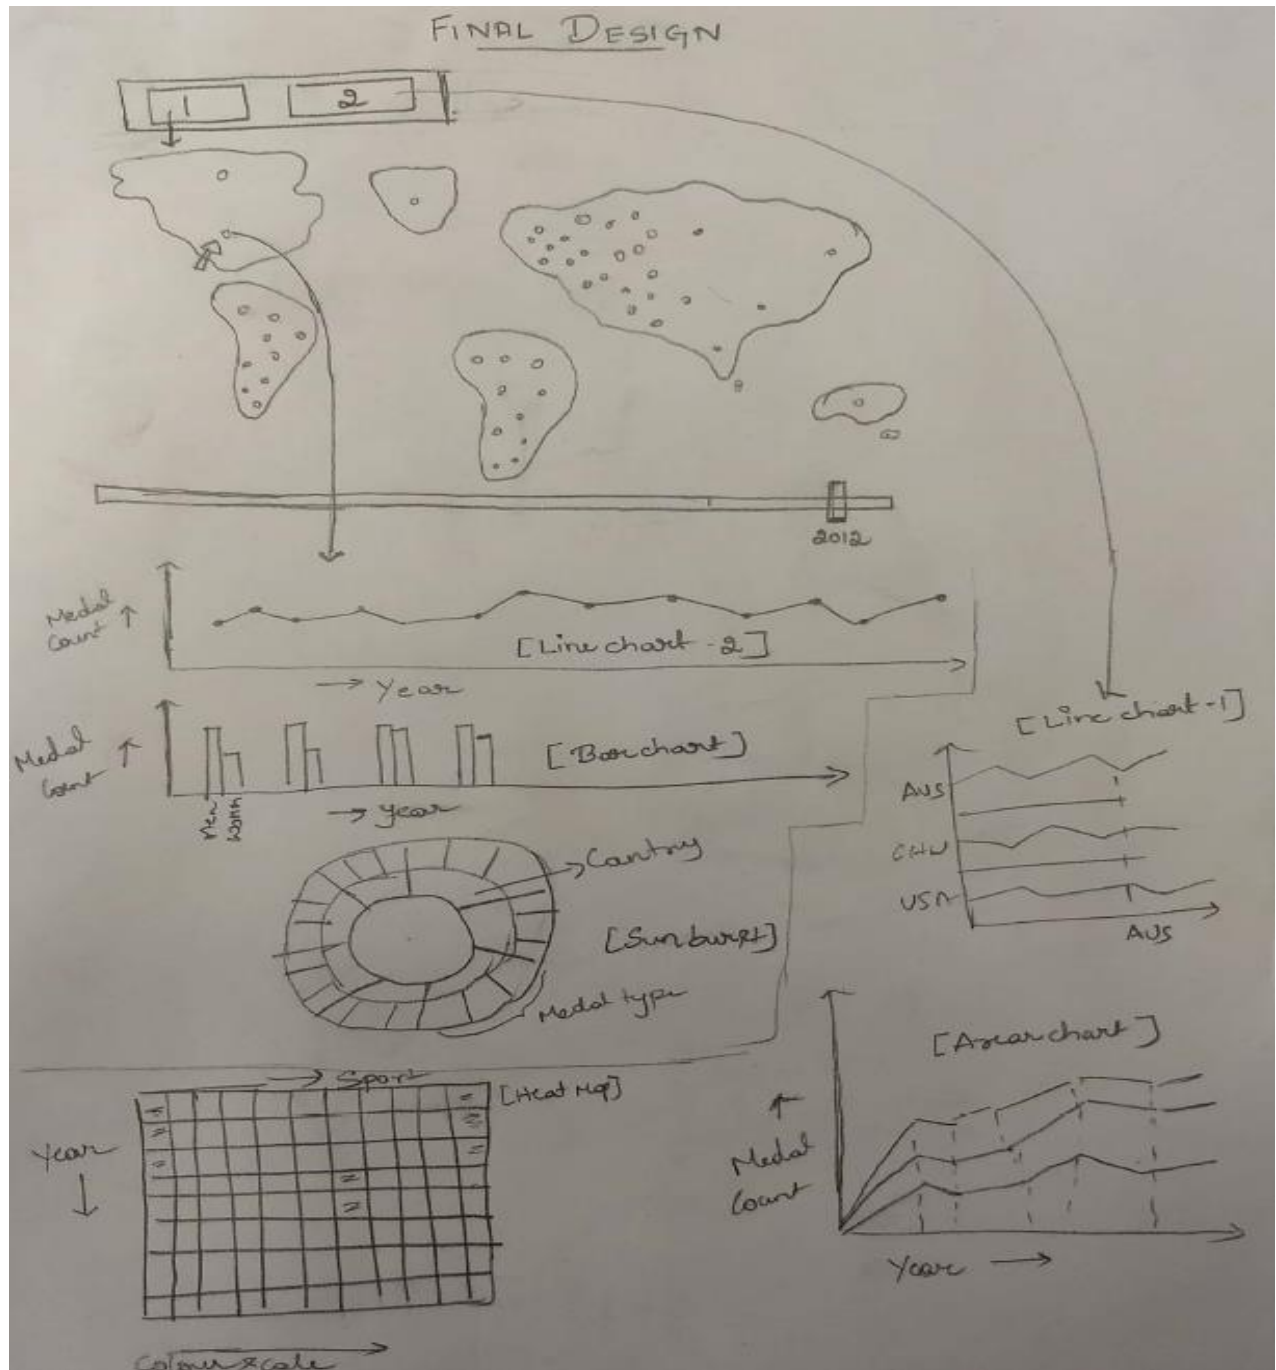 FINAL DESIGN
1
2
2012
Medal
Count
[Line chart - 2]
Year
[Line chart - 1]
Medal
Count
[Bar chart]
Men
Year
AUS
CHN
USA
AUS
Country
[Sunburst]
Medal type
[Area chart]
Sport
[Heat Map]
Year
Medal
Count
Year
Colour scale